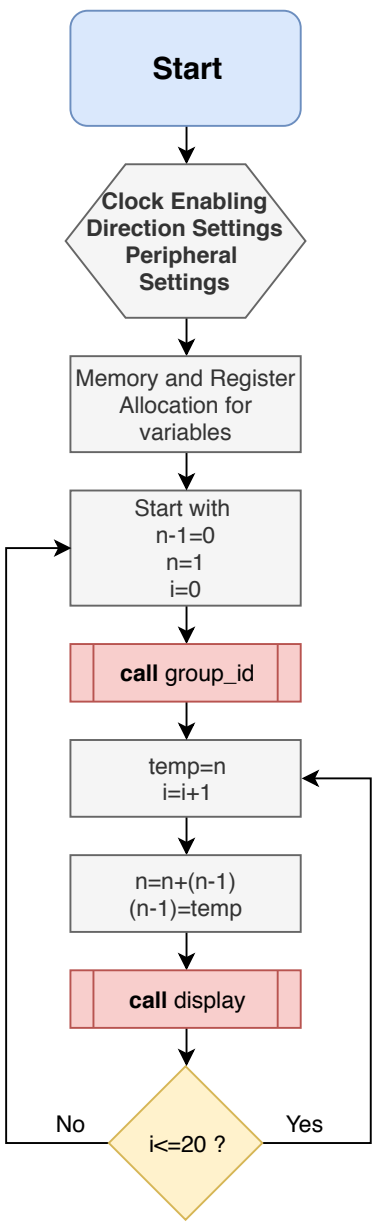 Start
Clock Enabling
Direction Settings
Peripheral
Settings
Memory and Register
Allocation for
variables
Start with
n-1=0
n=1
i=0
call group_id
temp=n
i=i+1
n=n+(n-1)
(n-1)=temp
call display
No
i<=20 ?
Yes